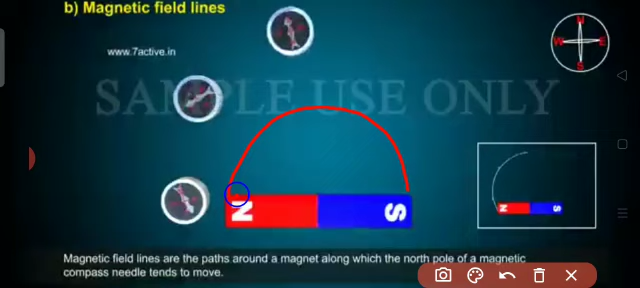 b) Magnetic field lines
www.7active.in
N
W E
S
SAMPLE USE ONLY
N S
N S
Magnetic field lines are the paths around a magnet along which the north pole of a magnetic
compass needle tends to move.